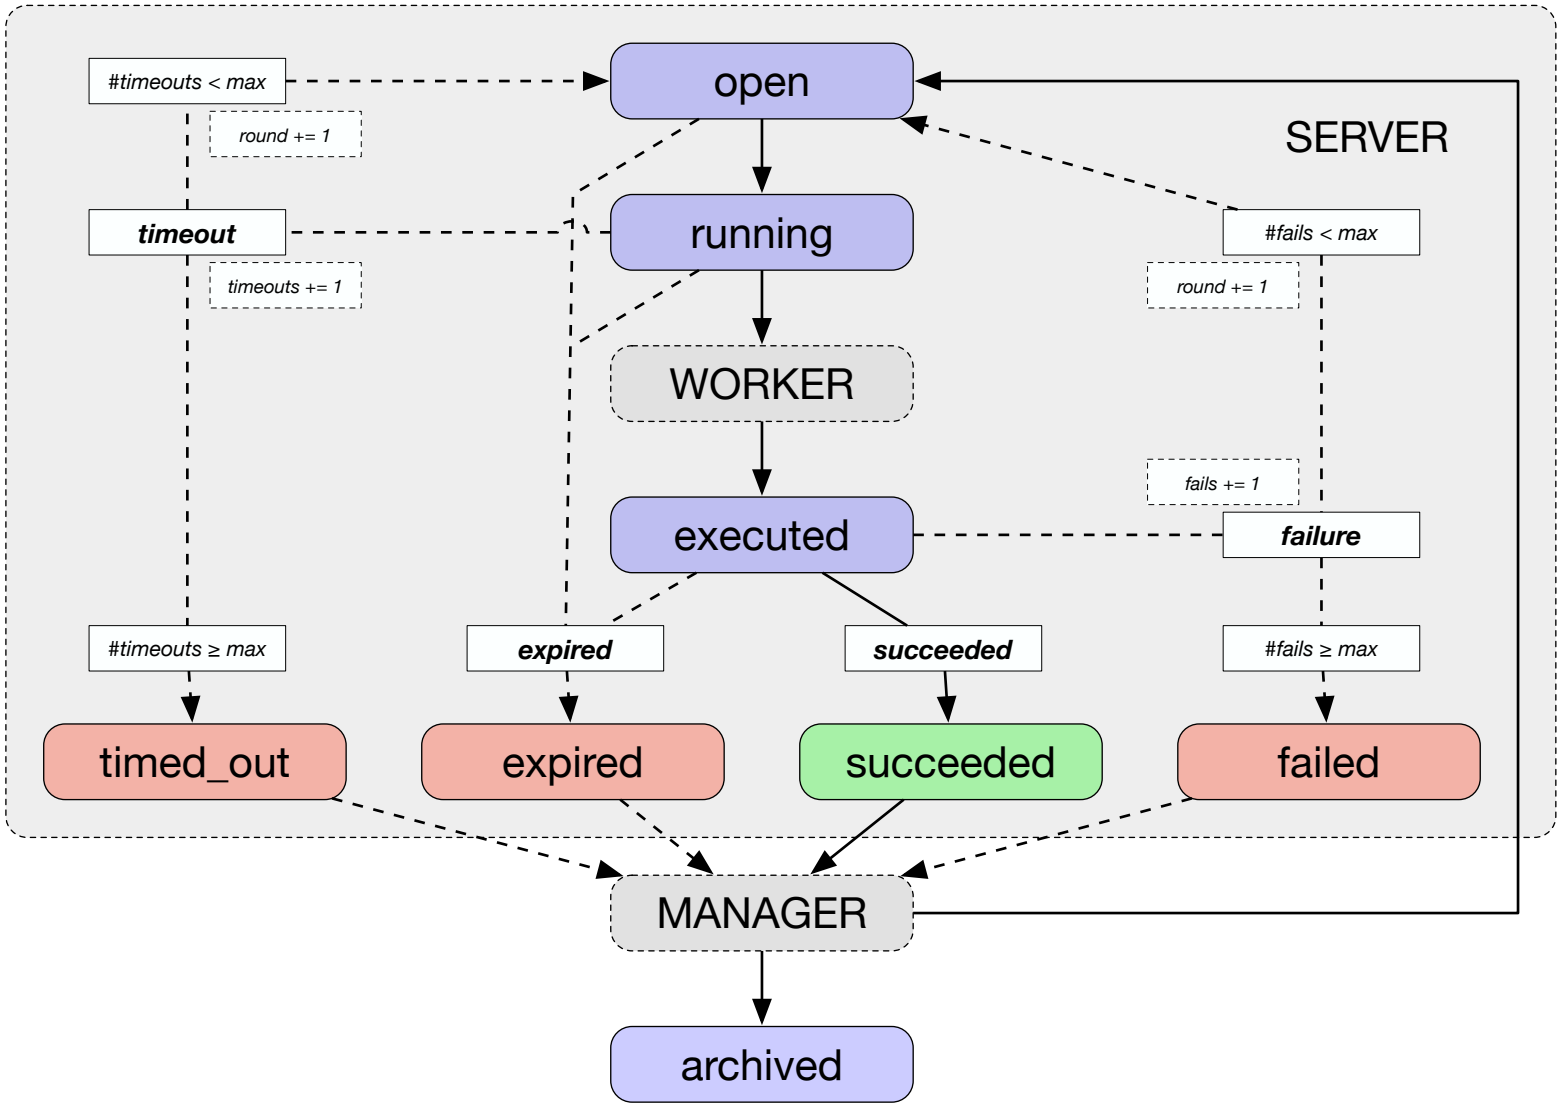 #timeouts < max
open
round += 1
SERVER
timeout
running
#fails < max
timeouts += 1
round += 1
WORKER
fails += 1
executed
failure
#timeouts ≥ max
expired
succeeded
#fails ≥ max
timed_out
expired
succeeded
failed
MANAGER
archived